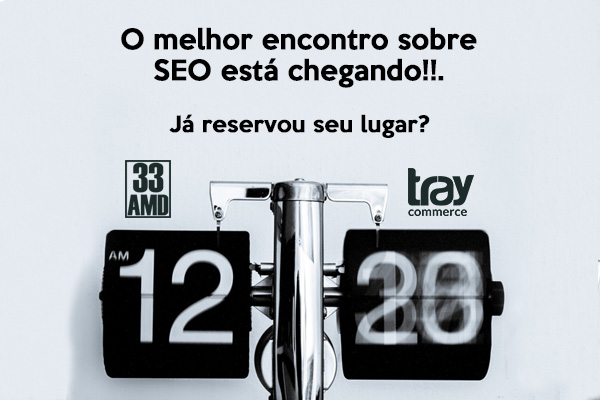 O melhor encontro sobre
SEO está chegando!!.
Já reservou seu lugar?
33
AMD
tray
commerce
AM
12